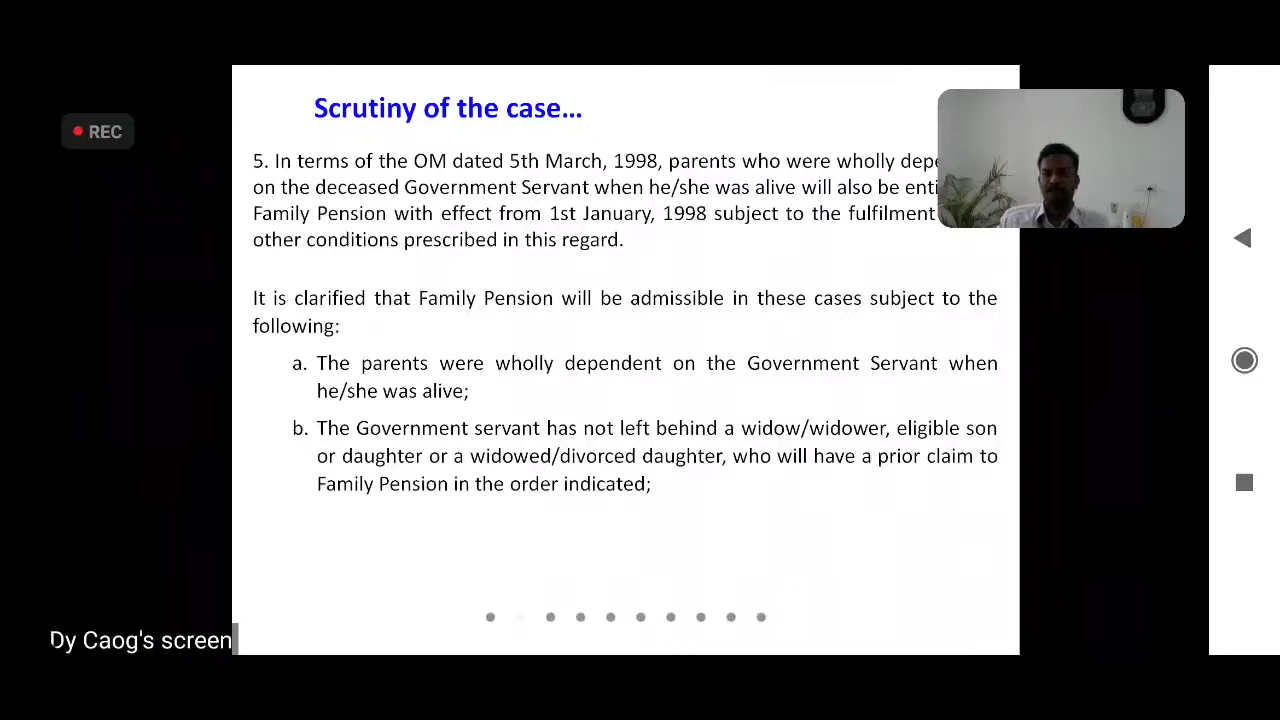 Scrutiny of the case...
REC
5. In terms of the OM dated 5th March, 1998, parents who were wholly
on the deceased Government Servant when he/she was alive will also be
Family Pension with effect from 1st January, 1998 subject to the fulfilment
other conditions prescribed in this regard.
It is clarified that Family Pension will be admissible in these cases subject to the
following:
a. The parents were wholly dependent on the Government Servant when
he/she was alive;
b. The Government servant has not left behind a widow/widower, eligible son
or daughter or a widowed/divorced daughter, who will have a prior claim to
Family Pension in the order indicated;
Dy Caog's screen